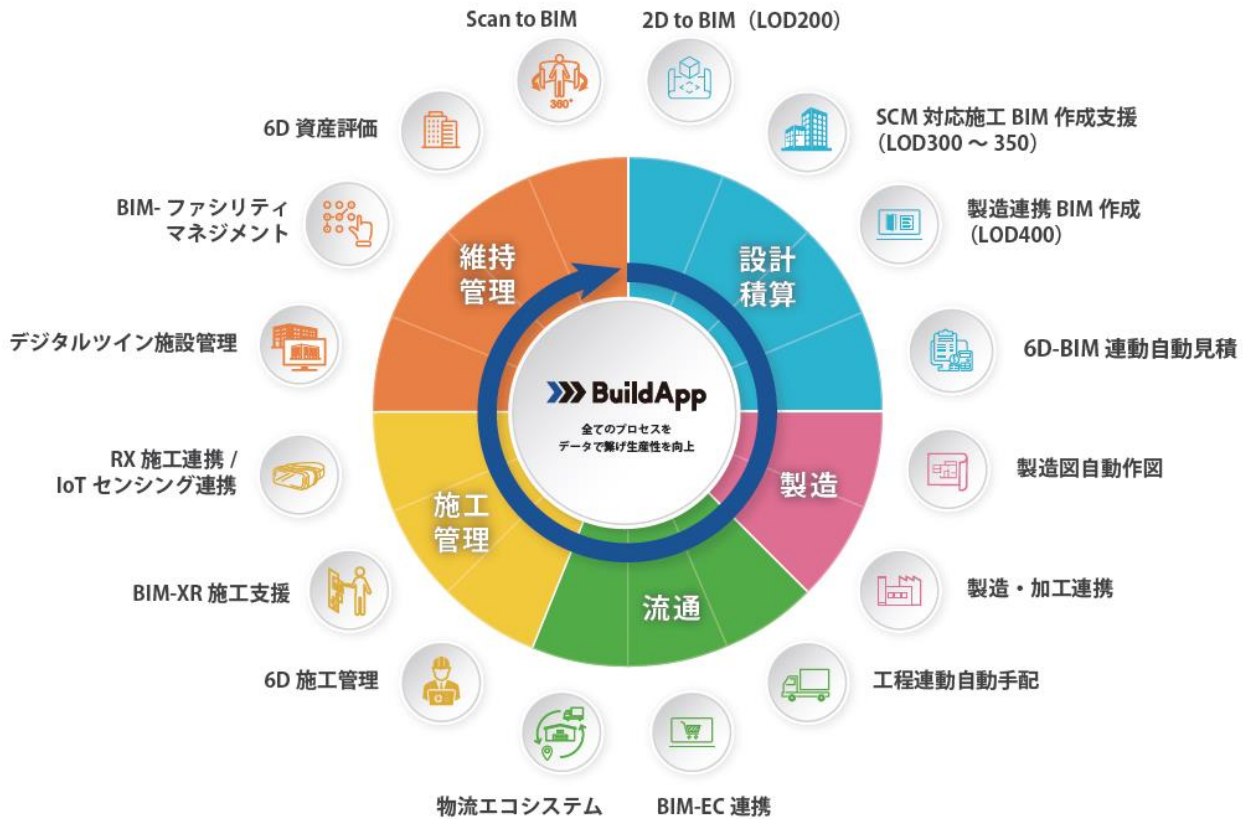 Scan to BIM
2D to BIM（LOD200）
SCM 対応施工 BIM 作成支援
（LOD300 ～ 350）
製造連携 BIM 作成
（LOD400）
6D-BIM 連動自動見積
製造図自動作図
製造・加工連携
工程連動自動手配
BIM-EC 連携
物流エコシステム
6D 施工管理
BIM-XR 施工支援
RX 施工連携 /
IoT センシング連携
デジタルツイン施設管理
BIM- ファシリティ
マネジメント
6D 資産評価
360°
設計
積算
製造
流通
施工
管理
維持
管理
BuildApp
全てのプロセスを
データで繋げ生産性を向上